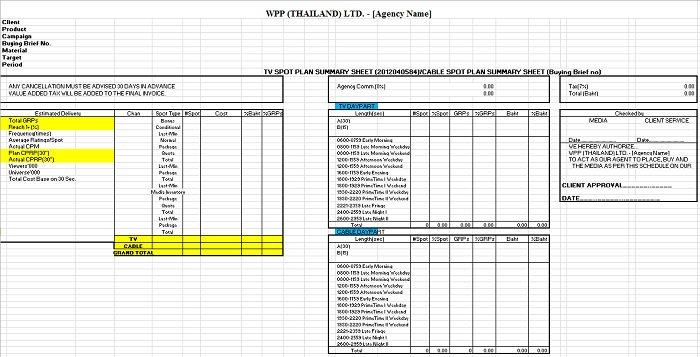 WPP (THAILAND) LTD. - [Agency Name]
Client
Product
Campaign
Buying Brief No.
Material
Target
Period
TV SPOT PLAN SUMMARY SHEET (2012040584)/CABLE SPOT PLAN SUMMARY SHEET (Buying Brief no)
ANY CANCELLATION MUST BE ADVISED 30 DAYS IN ADVANCE
VALUE ADDED TAX WILL BE ADDED TO THE FINAL INVOICE.
Agency Comm.(%) 0.00
0.00
Tax(7%) 0.00
Total (Baht) 0.00
Estimated Delivery Chan Spot Type #Spot Cost %Baht %GRPs
Total GRPs Bonus
Reach 1+(%) Conditional
Frequency(times) Last-Min
Average Ratings/Spot Normal
Actual CPM Package
Plan CPRP(30") Quota
Actual CPRP(30") Total
Viewers'000 Last-Min
Universe'000 Package
Total Cost Base on 30 Sec. Total
Last-Min
Media Inventory
Package
Quota
Total
Last-Min
Package
Total
TV
CABLE
GRAND TOTAL
TV DAYPART
Length(sec) #Spot %Spot GRPs %GRPs Baht %Baht
A(30)
B(15)
0600-0759 Early Morning
0800-1159 Late Morning Weekday
0800-1159 Late Morning Weekend
1200-1559 Afternoon Weekday
1200-1559 Afternoon Weekend
1600-1759 Early Evening
1800-1929 PrimeTime I Weekday
1800-1929 PrimeTime I Weekend
1930-2220 PrimeTime II Weekday
1930-2220 PrimeTime II Weekend
2221-2359 Late Fringe
2400-2559 Late Night I
2600-2959 Late Night II
Total 0 0.00 0.00 0.00 0.00 0.00
CABLE DAYPART
Length(sec) #Spot %Spot GRPs %GRPs Baht %Baht
A(30)
B(15)
0600-0759 Early Morning
0800-1159 Late Morning Weekday
0800-1159 Late Morning Weekend
1200-1559 Afternoon Weekday
1200-1559 Afternoon Weekend
1600-1759 Early Evening
1800-1929 PrimeTime I Weekday
1800-1929 PrimeTime I Weekend
1930-2220 PrimeTime II Weekday
1930-2220 PrimeTime II Weekend
2221-2359 Late Fringe
2400-2559 Late Night I
2600-2959 Late Night II
Total 0 0.00 0.00 0.00 0.00 0.00
Checked by
MEDIA CLIENT SERVICE
Date Date
WE HEREBY AUTHORIZE
WPP (THAILAND) LTD. - [Agency Name]
TO ACT AS OUR AGENT TO PLACE, BUY AND
THE MEDIA AS PER THIS SCHEDULE ON OUR
CLIENT APPROVAL
DATE